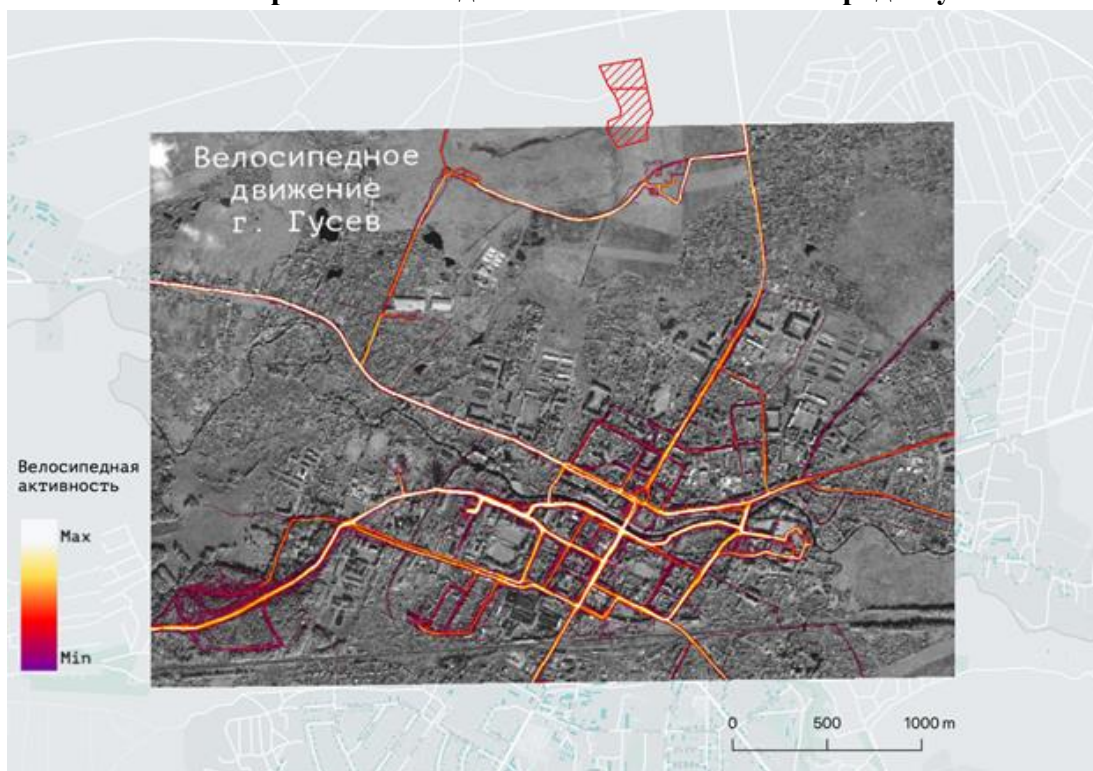 Велосипедное
движение
г. Гусев
Велосипедная
активность
Max
Min
0 500 1000 m